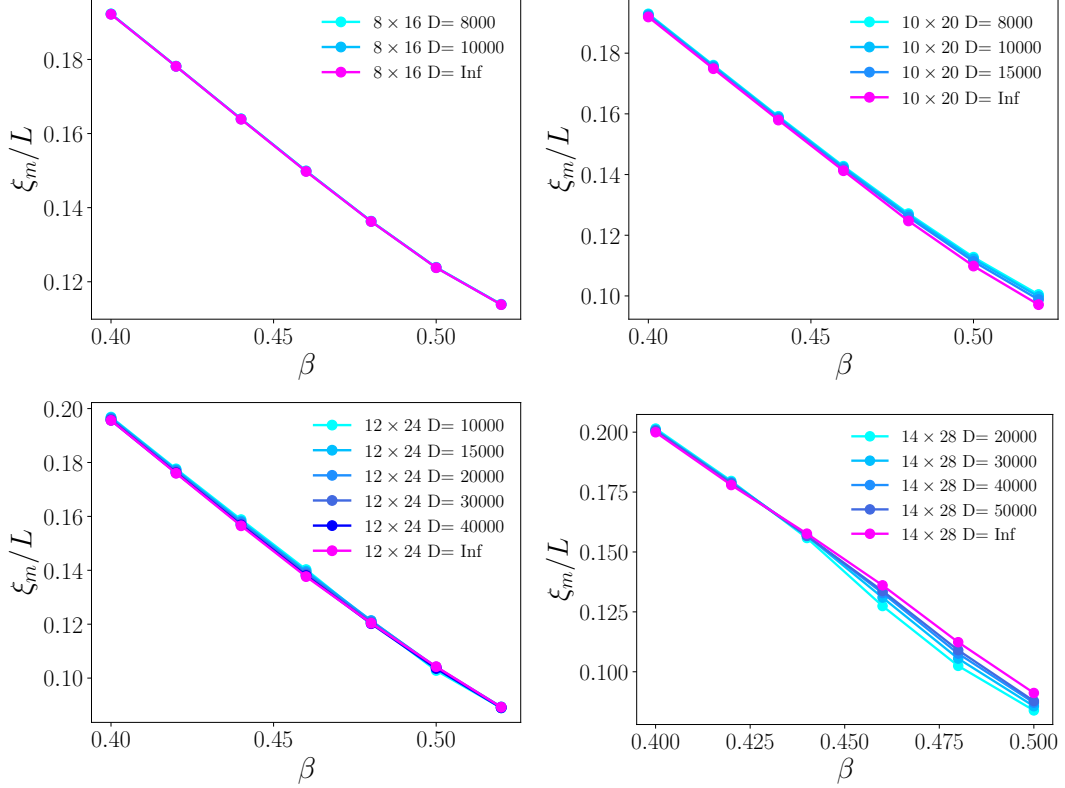 ξ_m/L
0.18
0.16
0.14
0.12
8 × 16 D= 8000
8 × 16 D= 10000
8 × 16 D= Inf
0.40
0.45
0.50
β
ξ_m/L
0.18
0.16
0.14
0.12
0.10
10 × 20 D= 8000
10 × 20 D= 10000
10 × 20 D= 15000
10 × 20 D= Inf
0.40
0.45
0.50
β
ξ_m/L
0.20
0.18
0.16
0.14
0.12
0.10
12 × 24 D= 10000
12 × 24 D= 15000
12 × 24 D= 20000
12 × 24 D= 30000
12 × 24 D= 40000
12 × 24 D= Inf
0.40
0.45
0.50
β
ξ_m/L
0.200
0.175
0.150
0.125
0.100
14 × 28 D= 20000
14 × 28 D= 30000
14 × 28 D= 40000
14 × 28 D= 50000
14 × 28 D= Inf
0.400
0.425
0.450
0.475
0.500
β